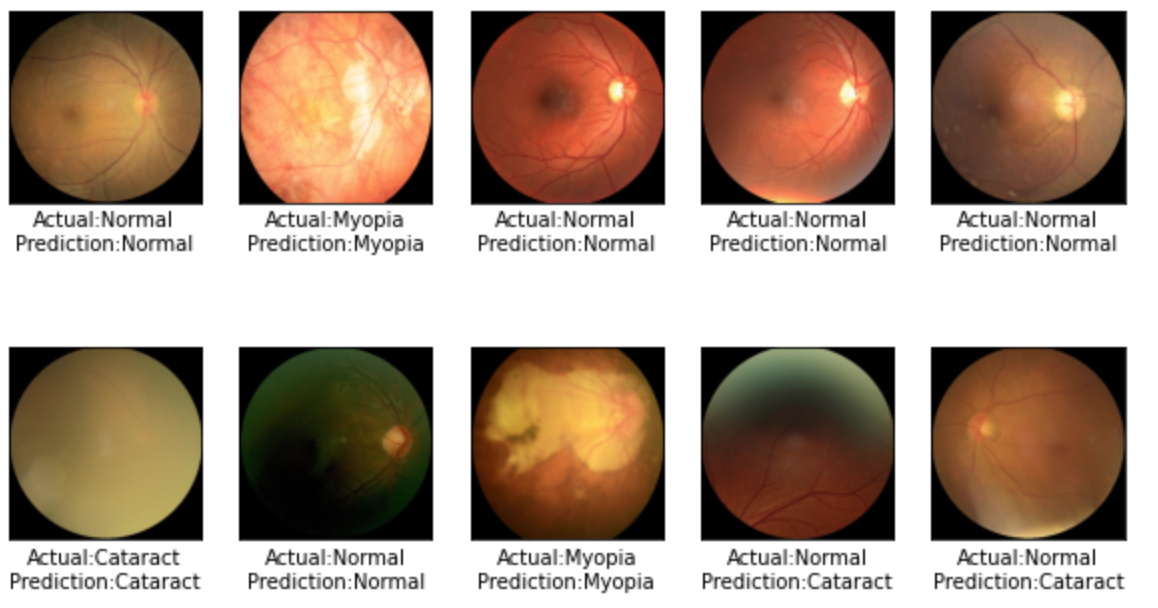 Actual:Normal
Prediction:Normal
Actual:Myopia
Prediction:Myopia
Actual:Normal
Prediction:Normal
Actual:Normal
Prediction:Normal
Actual:Normal
Prediction:Normal
Actual:Cataract
Prediction:Cataract
Actual:Normal
Prediction:Normal
Actual:Myopia
Prediction:Myopia
Actual:Normal
Prediction:Cataract
Actual:Normal
Prediction:Cataract